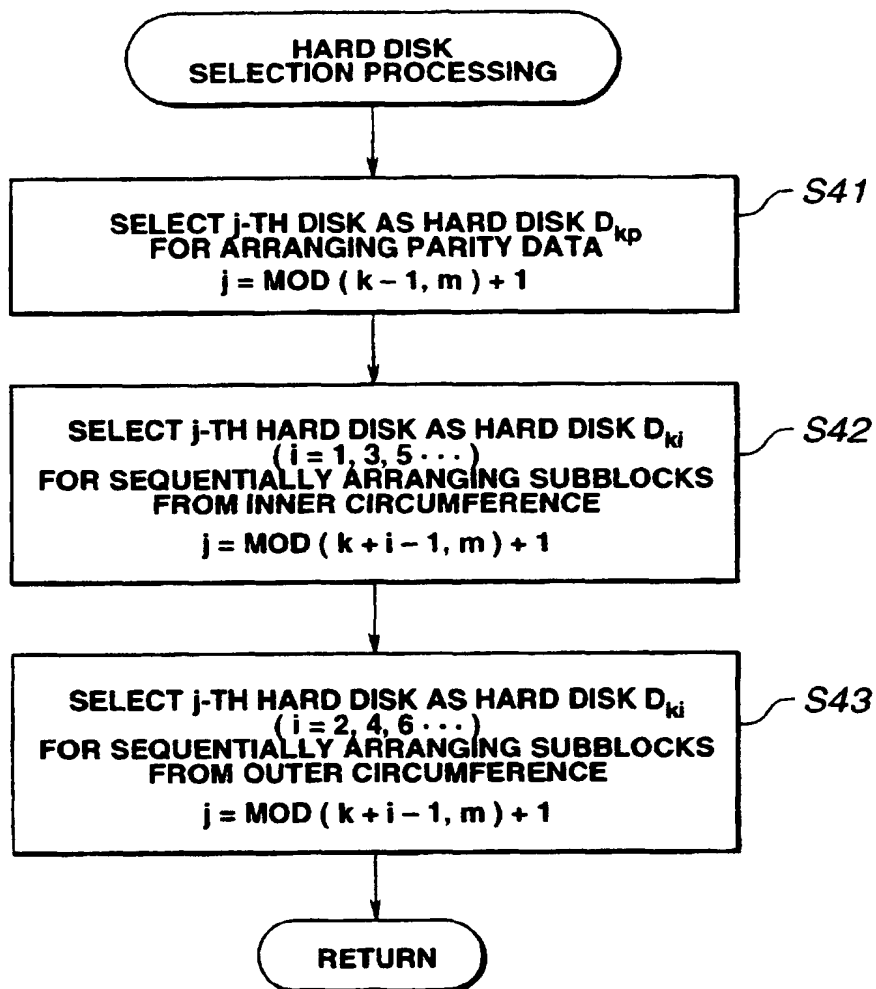 HARD DISK
SELECTION PROCESSING
S41
SELECT j-TH DISK AS HARD DISK Dkp
FOR ARRANGING PARITY DATA
j = MOD ( k – 1, m ) + 1
S42
SELECT j-TH HARD DISK AS HARD DISK Dki
( i = 1, 3, 5 · · · )
FOR SEQUENTIALLY ARRANGING SUBBLOCKS
FROM INNER CIRCUMFERENCE
j = MOD ( k + i – 1, m ) + 1
S43
SELECT j-TH HARD DISK AS HARD DISK Dki
( i = 2, 4, 6 · · · )
FOR SEQUENTIALLY ARRANGING SUBBLOCKS
FROM OUTER CIRCUMFERENCE
j = MOD ( k + i – 1, m ) + 1
RETURN